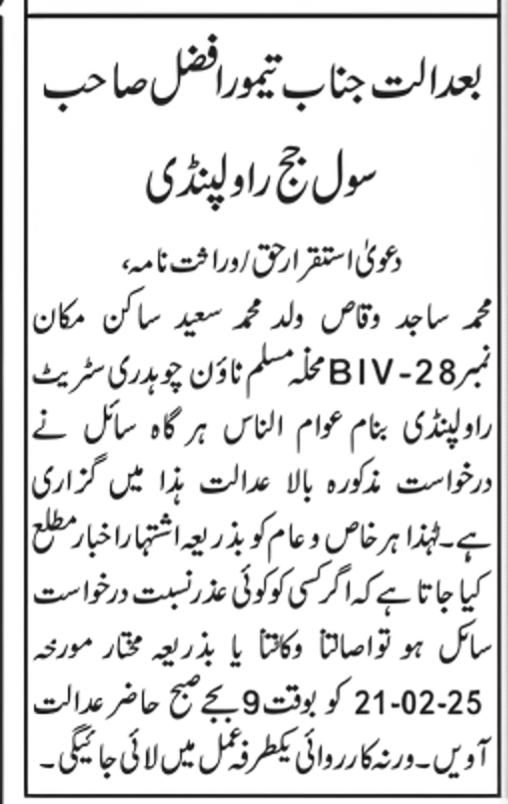 بعدالت جناب تیمور افضل صاحب
سول جج راولپنڈی
دعویٰ استقرار حق/وراثت نامہ،
محمد ساجد وقاص ولد محمد سعید ساکن مکان
نمبر BIV-28 محلہ مسلم ٹاؤن چوہدری سٹریٹ
راولپنڈی بنام عوام الناس ہر گاہ سائل نے
درخواست مذکورہ بالا عدالت ہذا میں گزاری
ہے۔ لہٰذا ہر خاص و عام کو بذریعہ اشتہار اخبار مطلع
کیا جاتا ہے کہ اگر کسی کو کوئی عذر نسبت درخواست
سائل ہو تو اصالتاً وکالتاً یا بذریعہ مختار مورخہ
21-02-25 کو بوقت 9 بجے صبح حاضر عدالت
آویں۔ ورنہ کارروائی یکطرفہ عمل میں لائی جائیگی۔